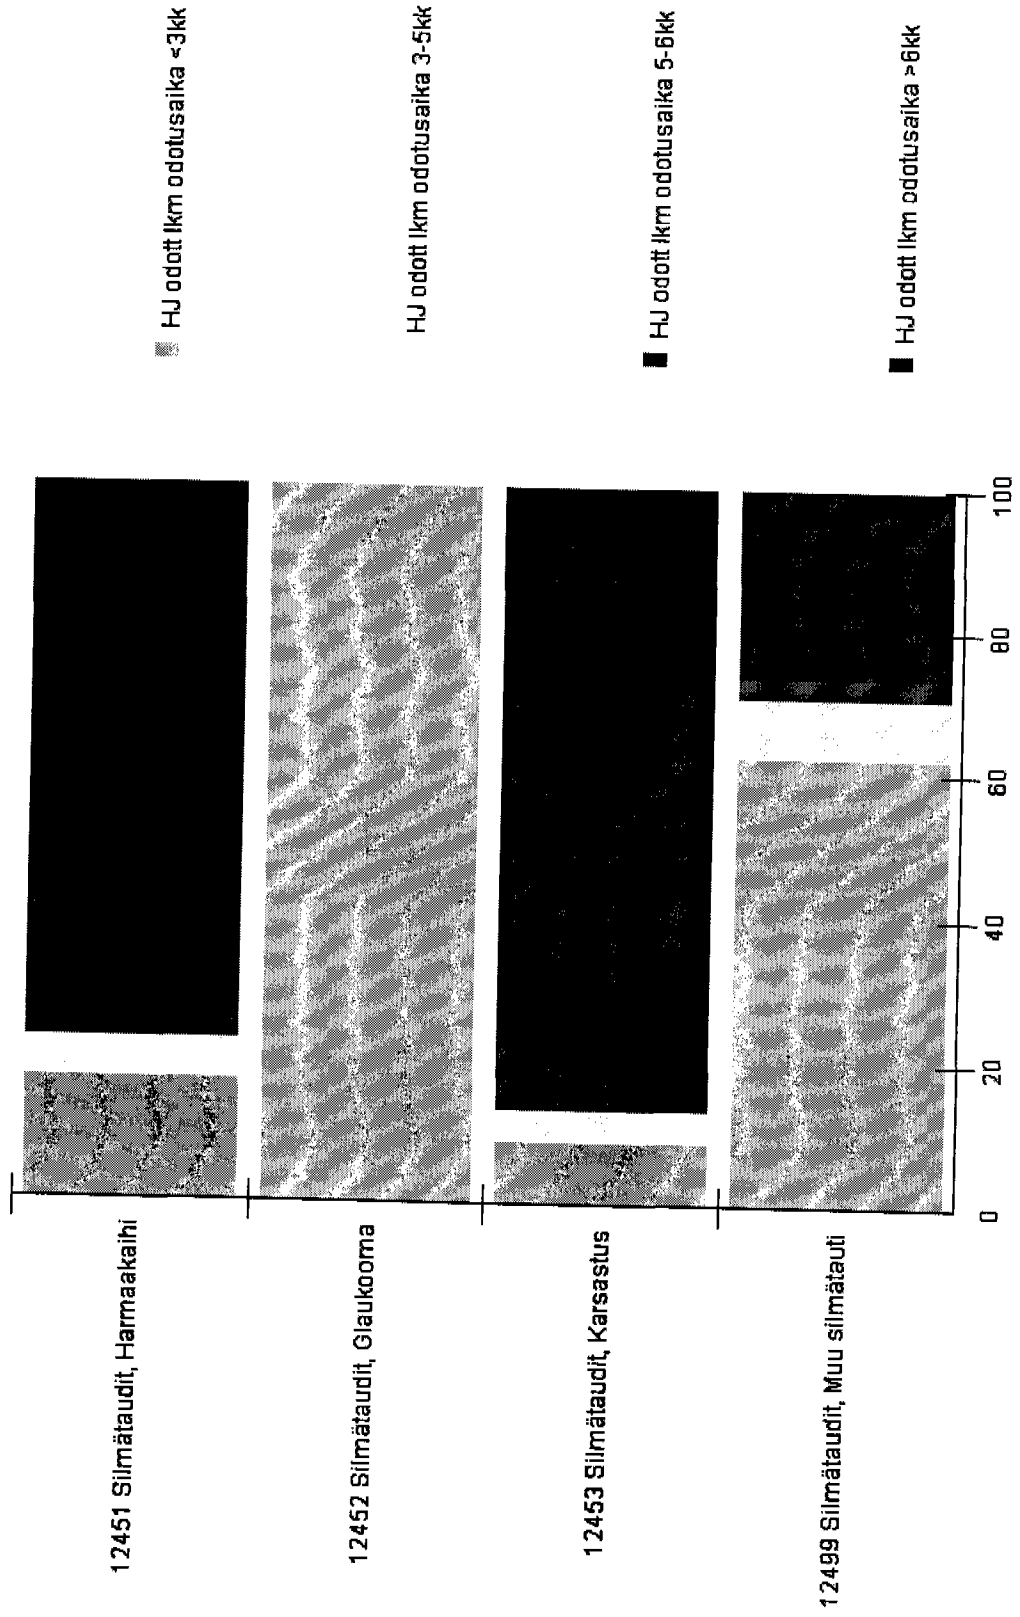 12451 Silmätaudit, Harmaakaihi
12452 Silmätaudit, Glaukooma
12453 Silmätaudit, Karsastus
12499 Silmätaudit, Muu silmätauti
0 20 40 60 80 100
HJ odott lkm odotusaika <3kk
HJ odott lkm odotusaika 3-5kk
HJ odott lkm odotusaika 5-6kk
HJ odott lkm odotusaika >6kk